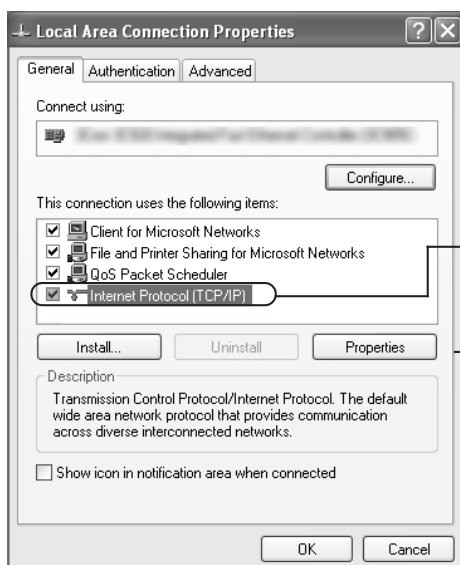 Local Area Connection Properties
General Authentication Advanced
Connect using:
Configure...
This connection uses the following items:
Client for Microsoft Networks
File and Printer Sharing for Microsoft Networks
QoS Packet Scheduler
Internet Protocol (TCP/IP)
Install... Uninstall Properties
Description
Transmission Control Protocol/Internet Protocol. The default
wide area network protocol that provides communication
across diverse interconnected networks.
Show icon in notification area when connected
OK Cancel